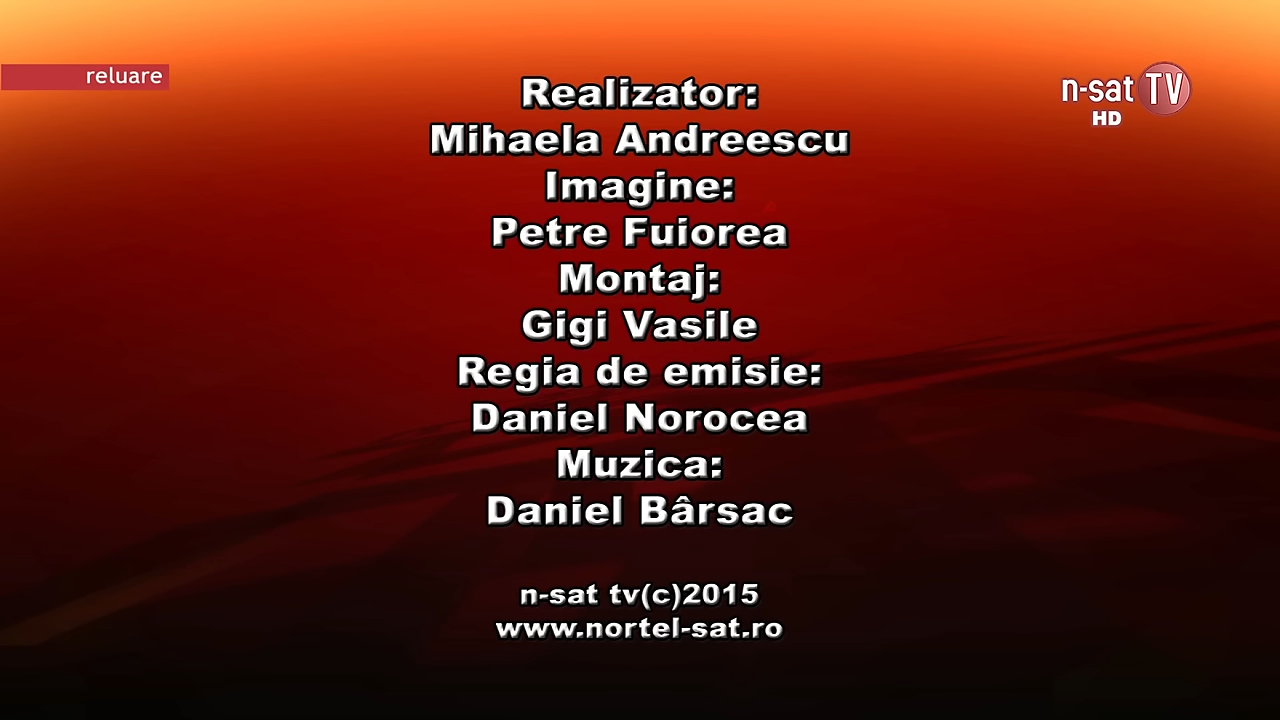 reluare
n-sat TV
HD
Realizator:
Mihaela Andreescu
Imagine:
Petre Fuiorea
Montaj:
Gigi Vasile
Regia de emisie:
Daniel Norocea
Muzica:
Daniel Bârsac
n-sat tv(c)2015
www.nortel-sat.ro